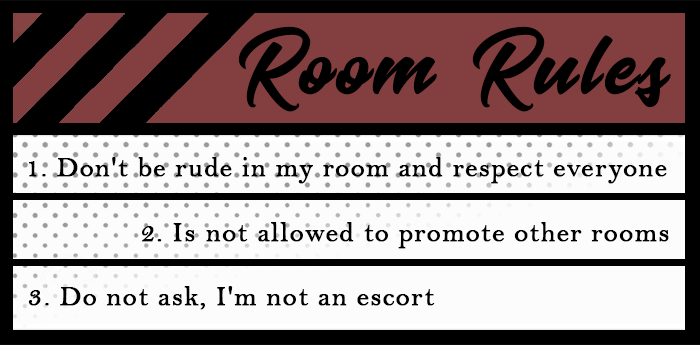 Room Rules
1. Don't be rude in my room and respect everyone
2. Is not allowed to promote other rooms
3. Do not ask, I'm not an escort